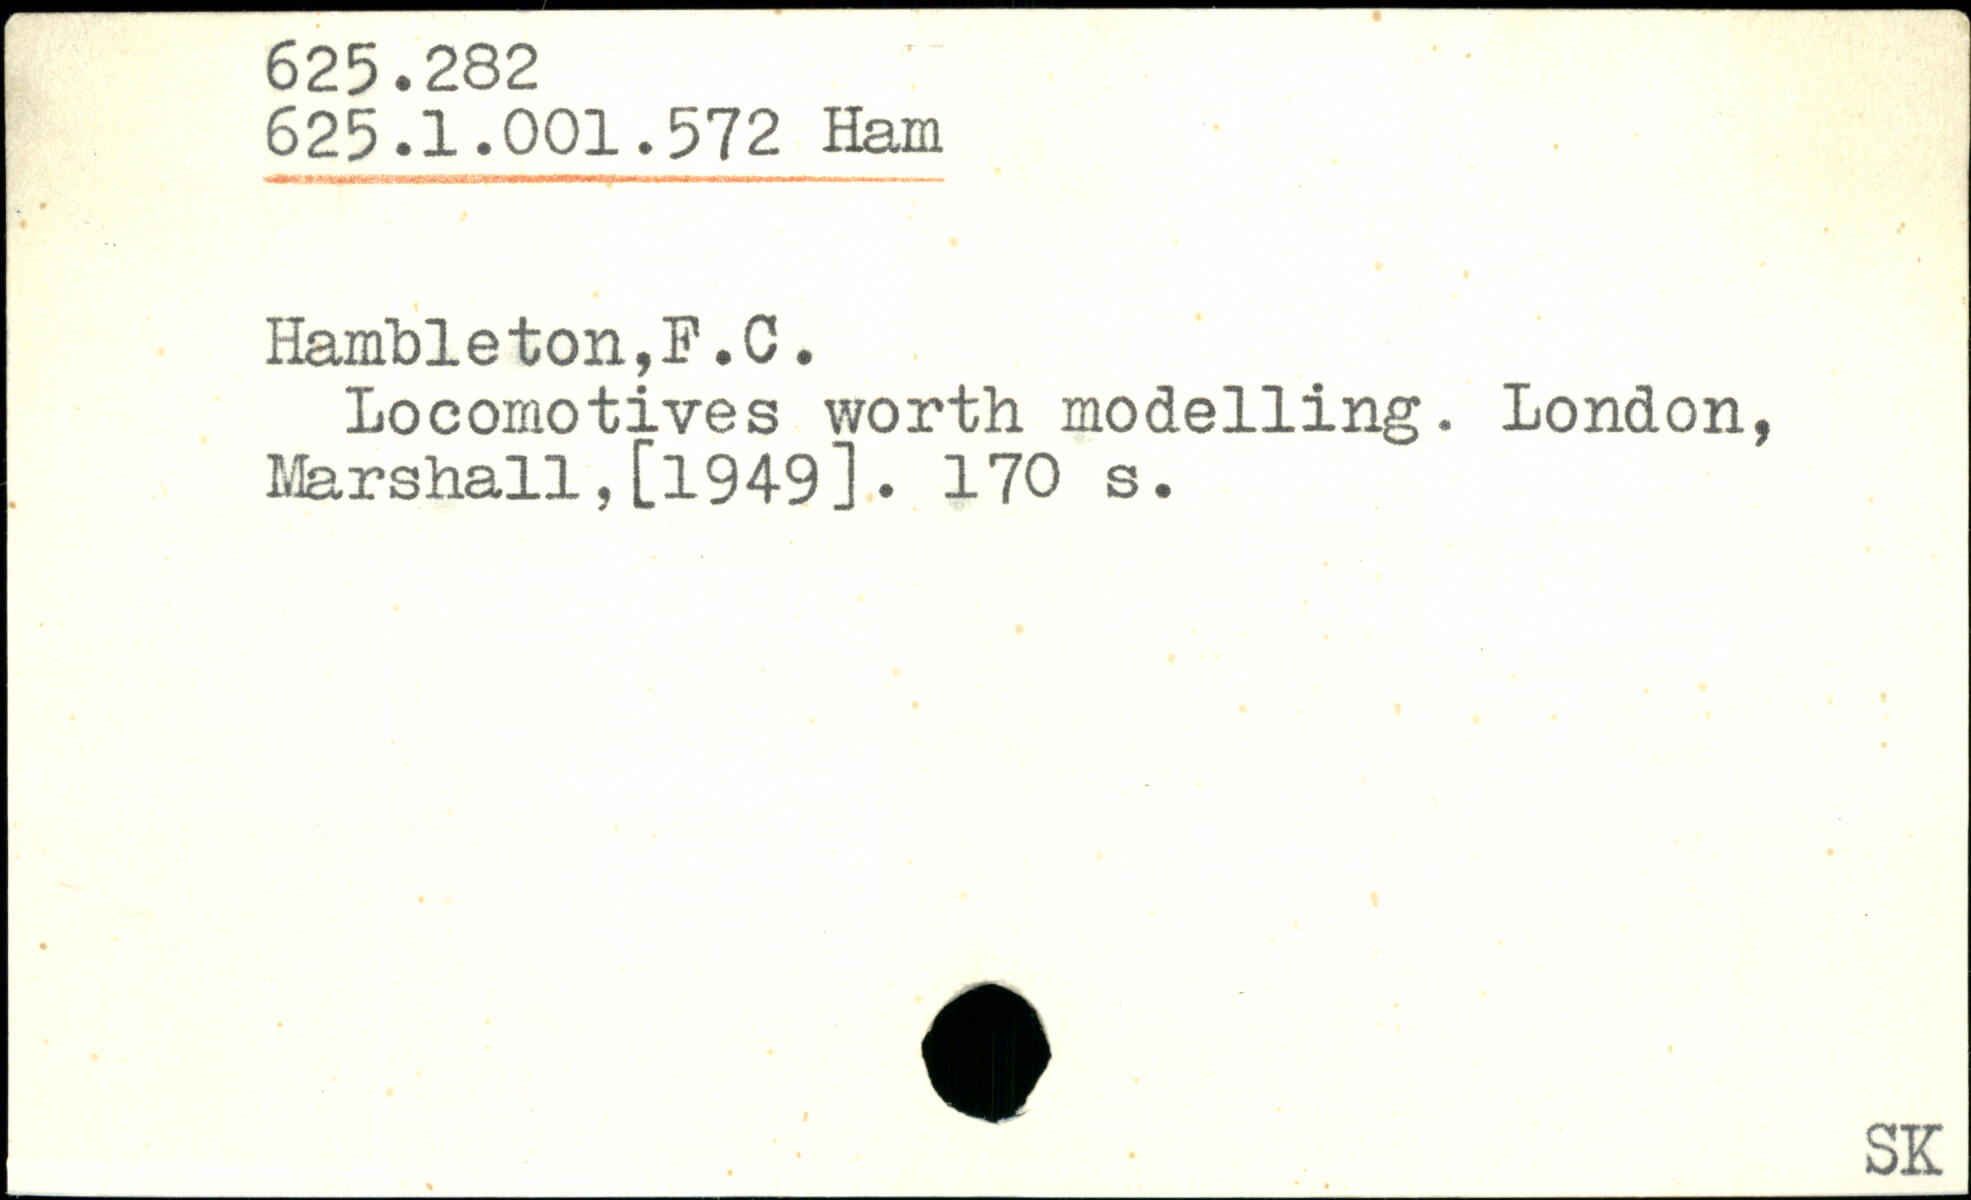 625.282
625.1.001.572 Ham
Hambleton,F.C.
Locomotives worth modelling. London,
Marshall,[1949]. 170 s.
SK